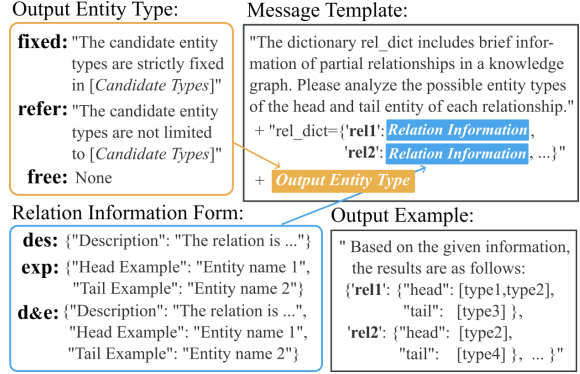 Output Entity Type:
fixed: "The candidate entity
types are strictly fixed
in [Candidate Types]"
refer: "The candidate entity
types are not limited
to [Candidate Types]"
free: None
Message Template:
"The dictionary rel_dict includes brief infor-
mation of partial relationships in a knowledge
graph. Please analyze the possible entity types
of the head and tail entity of each relationship."
+ "rel_dict={'rel1': Relation Information,
'rel2': Relation Information, ...}"
+ Output Entity Type
Relation Information Form:
des: {"Description": "The relation is ..."}
exp: {"Head Example": "Entity name 1",
"Tail Example": "Entity name 2"}
d&e: {"Description": "The relation is ...",
"Head Example": "Entity name 1",
"Tail Example": "Entity name 2"}
Output Example:
" Based on the given information,
the results are as follows:
{'rel1': {"head": [type1,type2],
"tail": [type3] },
'rel2': {"head": [type2],
"tail": [type4] }, ... }"